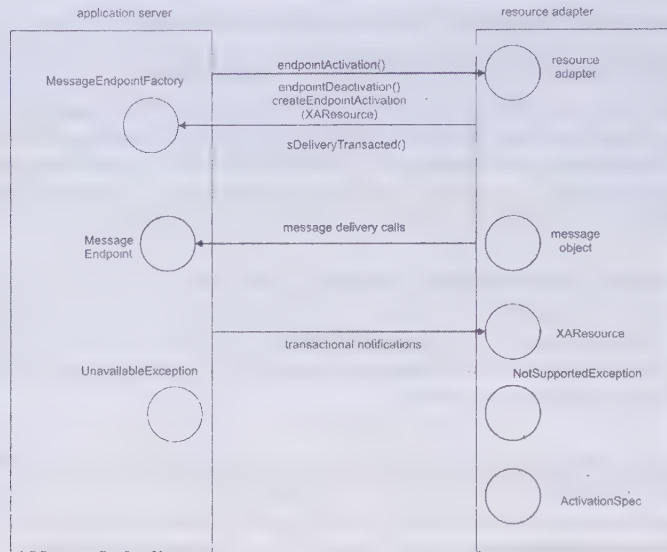 application server
resource adapter
endpointActivation()
resource
adapter
MessageEndpointFactory
endpointDeactivation()
createEndpointActivation
(XAResource)
sDeliveryTransacted()
message delivery calls
Message
Endpoint
message
object
XAResource
transactional notifications
UnavailableException
NotSupportedException
ActivationSpec